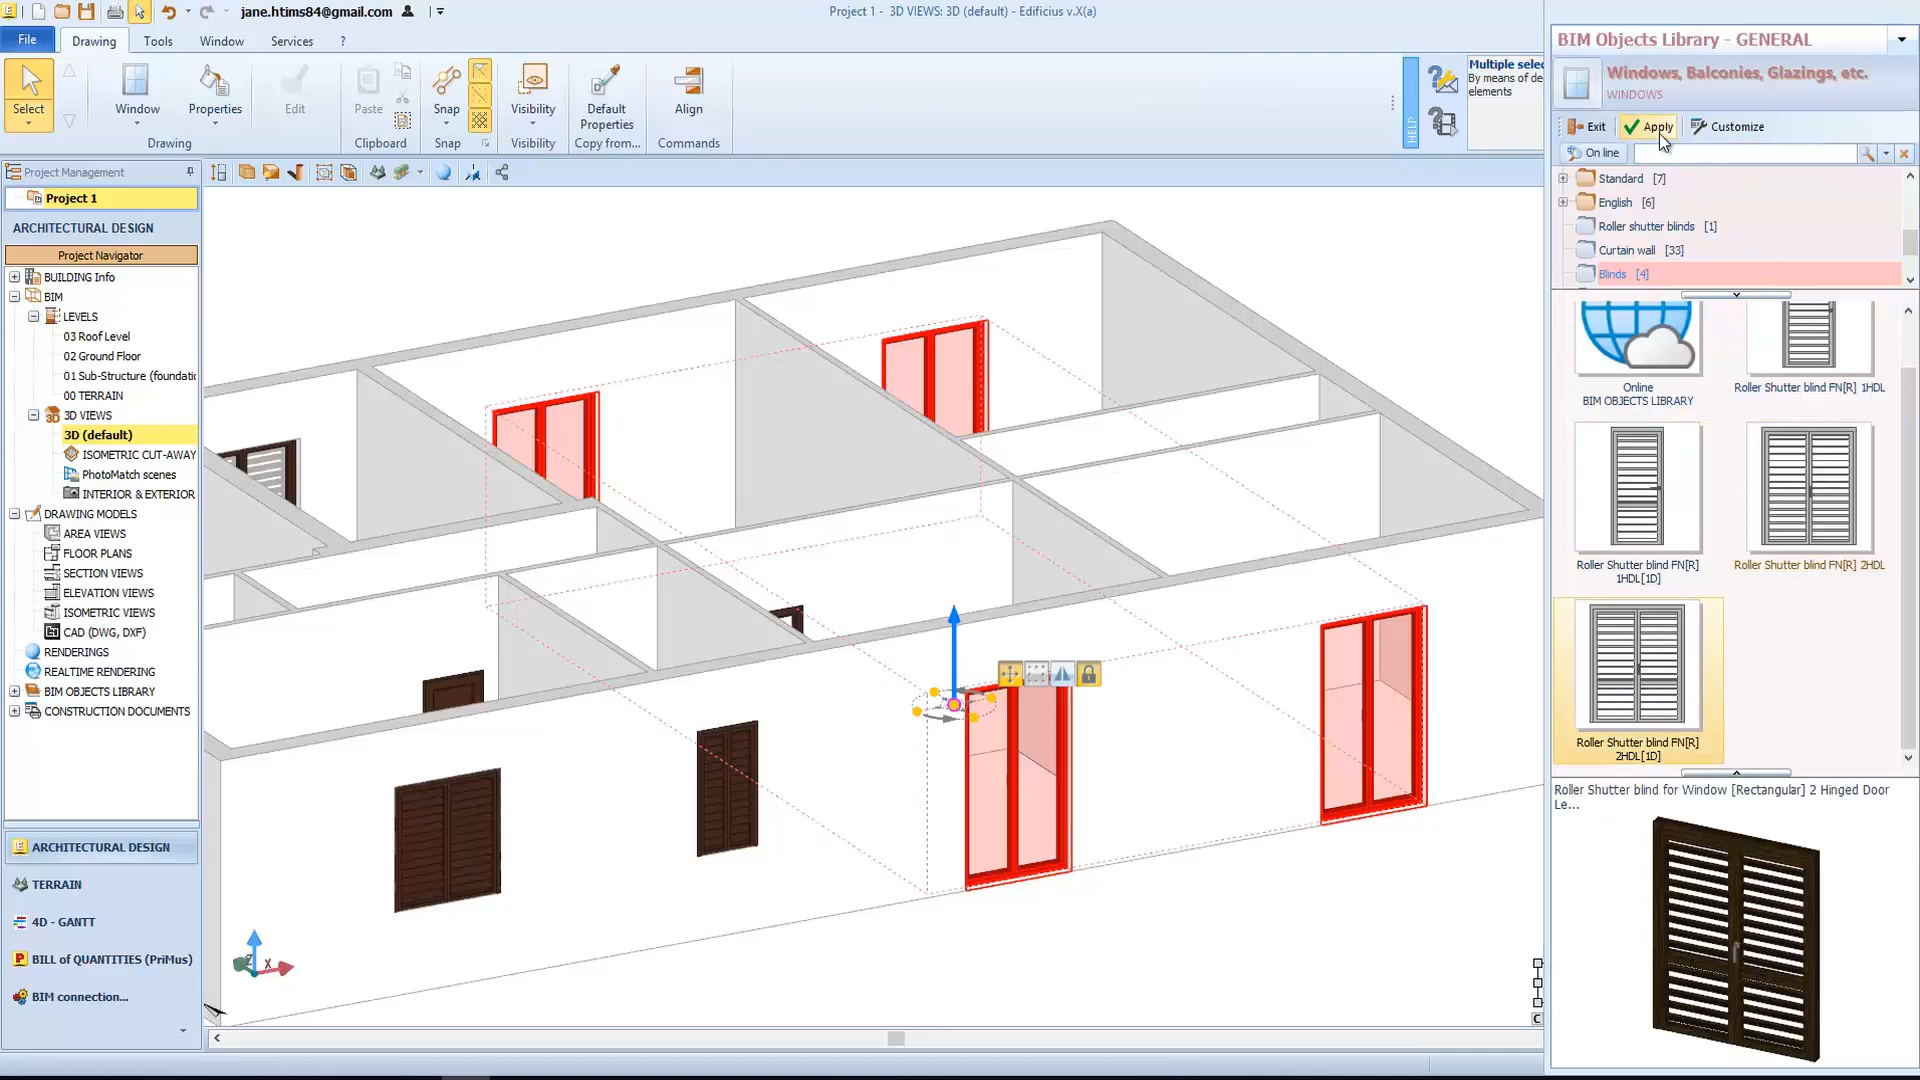 jane.htims84@gmail.com
Project 1 - 3D VIEWS: 3D (default) - Edificius v.X(a)
File
Drawing
Tools
Window
Services
?
Select
Window
Properties
Edit
Paste
Snap
Visibility
Default
Properties
Align
Drawing
Clipboard
Snap
Visibility
Copy from...
Commands
HELP
Multiple selec
By means of de
elements
Project Management
Project 1
ARCHITECTURAL DESIGN
Project Navigator
BUILDING Info
BIM
LEVELS
03 Roof Level
02 Ground Floor
01 Sub-Structure (foundatic
00 TERRAIN
3D VIEWS
3D (default)
ISOMETRIC CUT-AWAY
PhotoMatch scenes
INTERIOR & EXTERIOR
DRAWING MODELS
AREA VIEWS
FLOOR PLANS
SECTION VIEWS
ELEVATION VIEWS
ISOMETRIC VIEWS
CAD (DWG, DXF)
RENDERINGS
REALTIME RENDERING
BIM OBJECTS LIBRARY
CONSTRUCTION DOCUMENTS
ARCHITECTURAL DESIGN
TERRAIN
4D - GANTT
BILL of QUANTITIES (PriMus)
BIM connection...
X
C
BIM Objects Library - GENERAL
Windows, Balconies, Glazings, etc.
WINDOWS
Exit
Apply
Customize
On line
Standard [7]
English [6]
Roller shutter blinds [1]
Curtain wall [33]
Blinds [4]
Online
BIM OBJECTS LIBRARY
Roller Shutter blind FN[R] 1HDL
Roller Shutter blind FN[R]
1HDL[1D]
Roller Shutter blind FN[R] 2HDL
Roller Shutter blind FN[R]
2HDL[1D]
Roller Shutter blind for Window [Rectangular] 2 Hinged Door
Le...